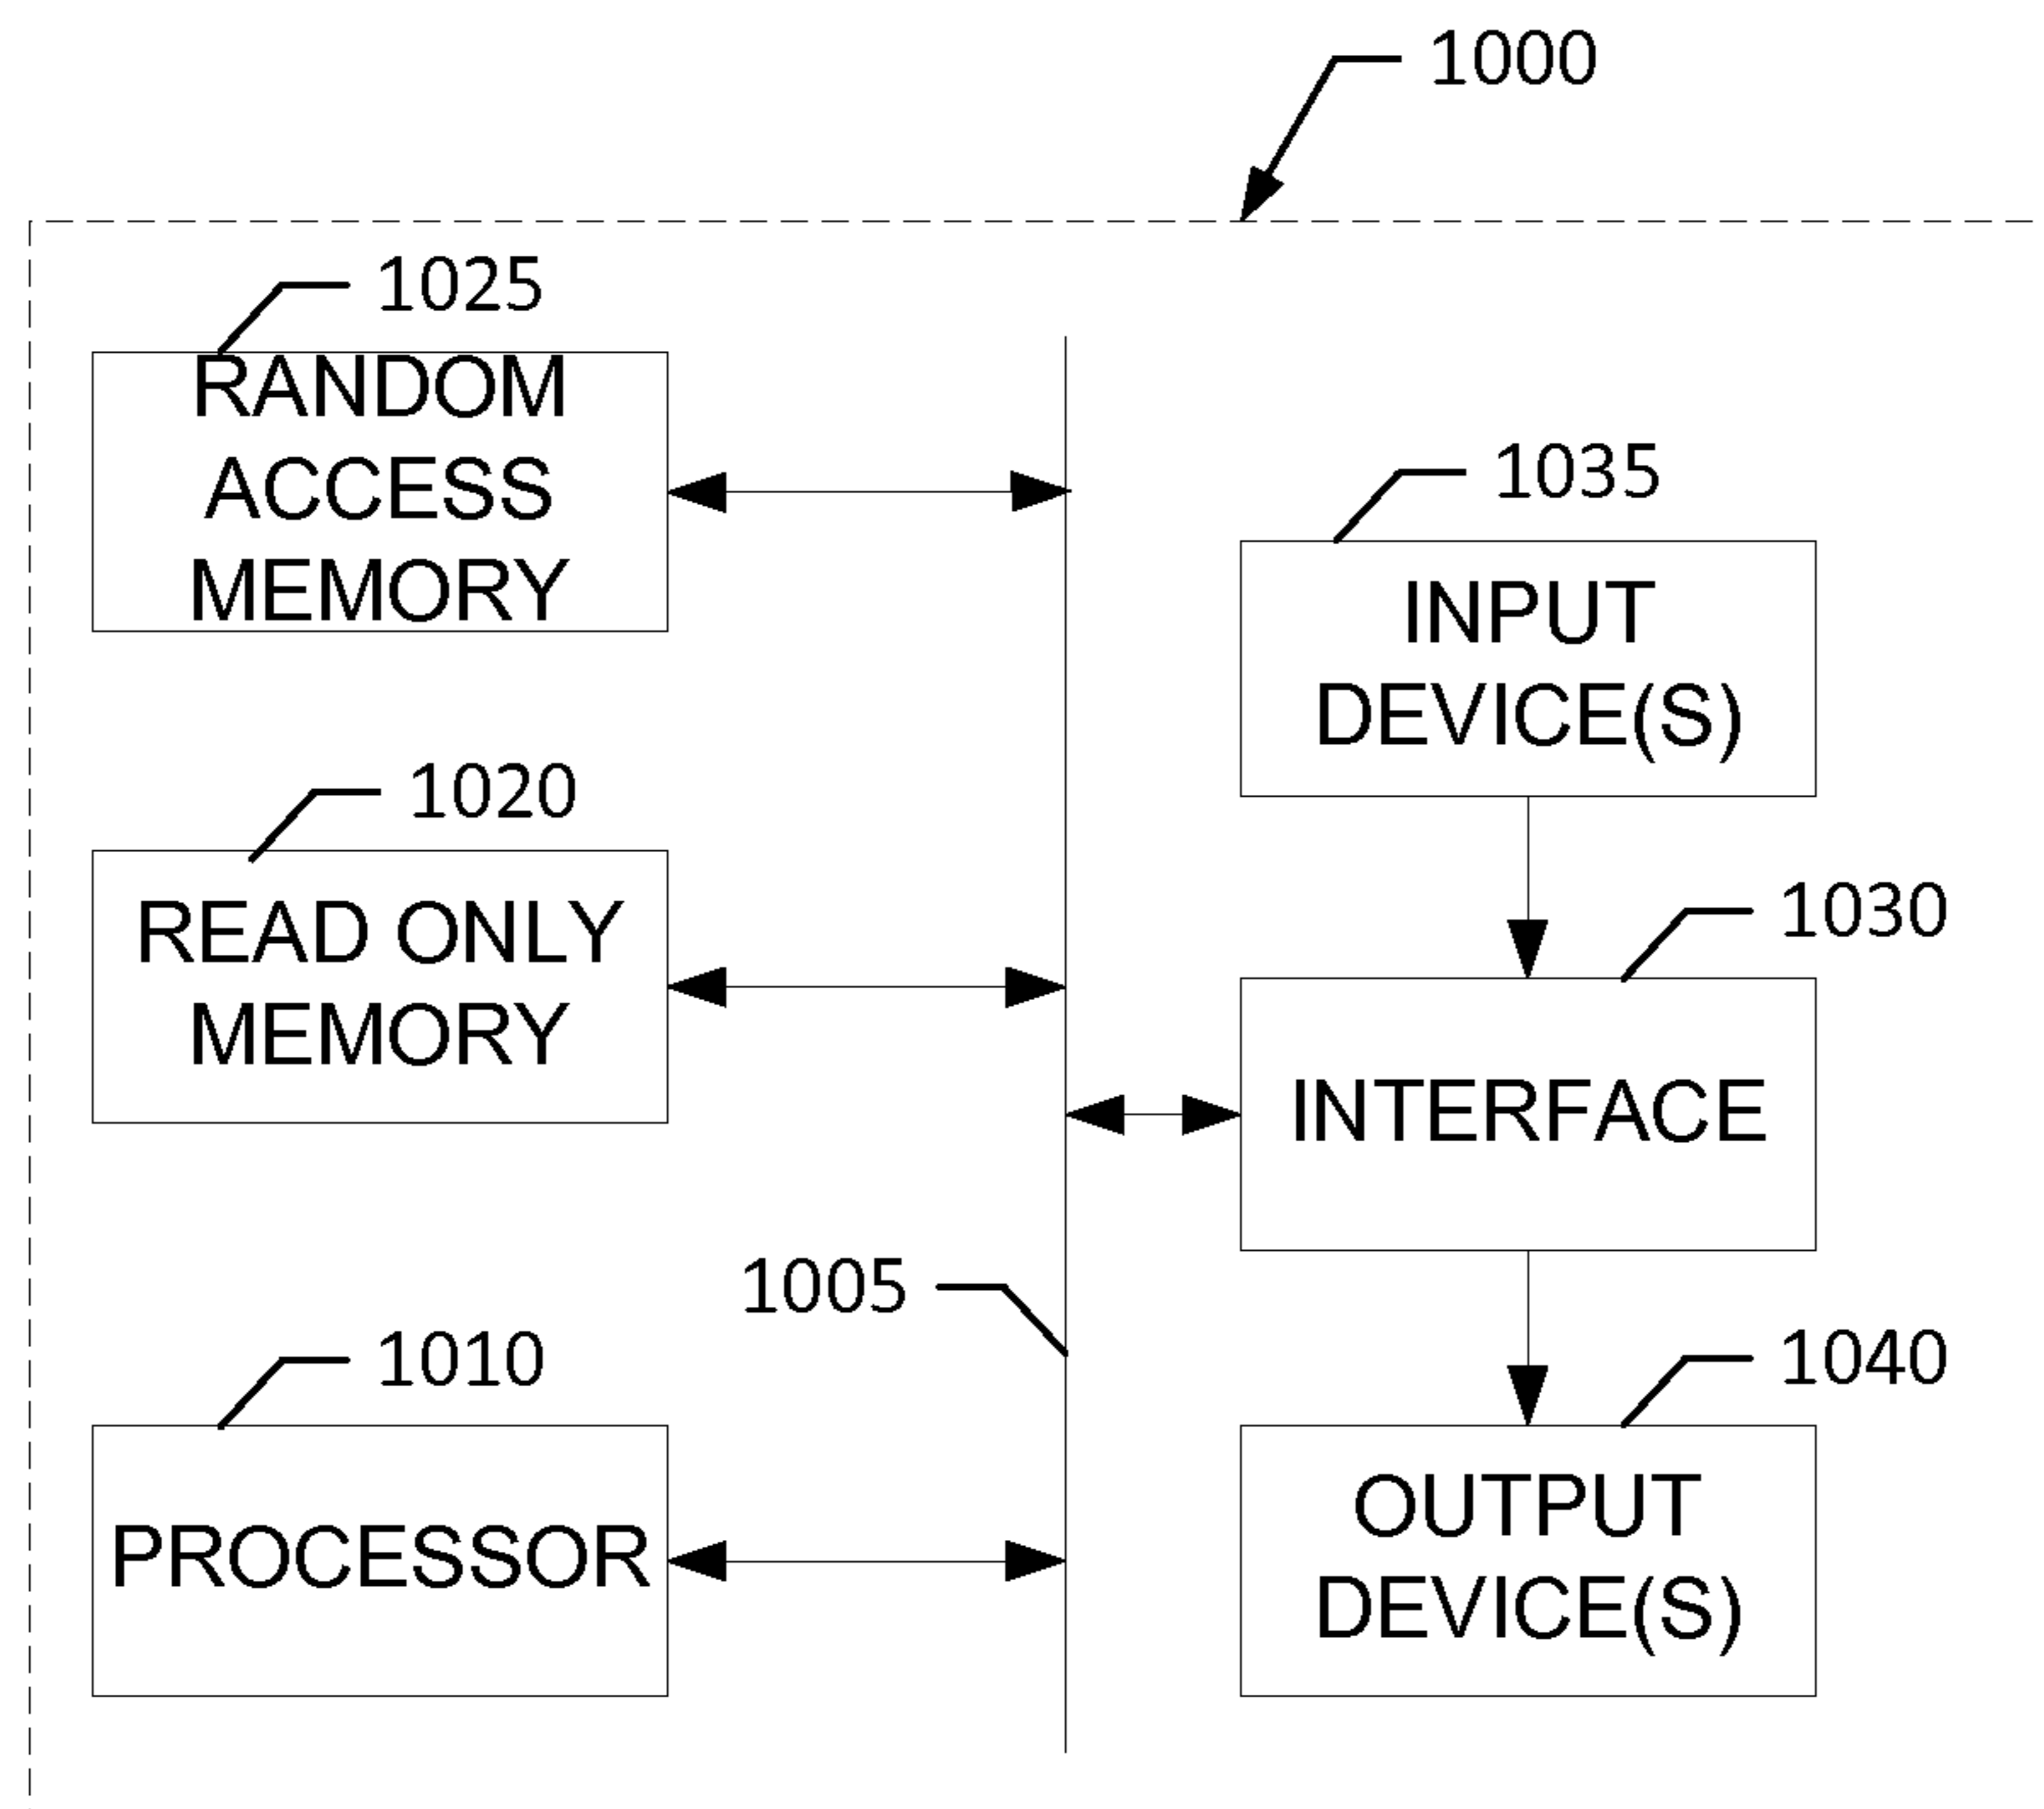 1000
1025
RANDOM
ACCESS
MEMORY
1035
INPUT
DEVICE(S)
1020
READ ONLY
MEMORY
1030
INTERFACE
1005
1010
PROCESSOR
1040
OUTPUT
DEVICE(S)